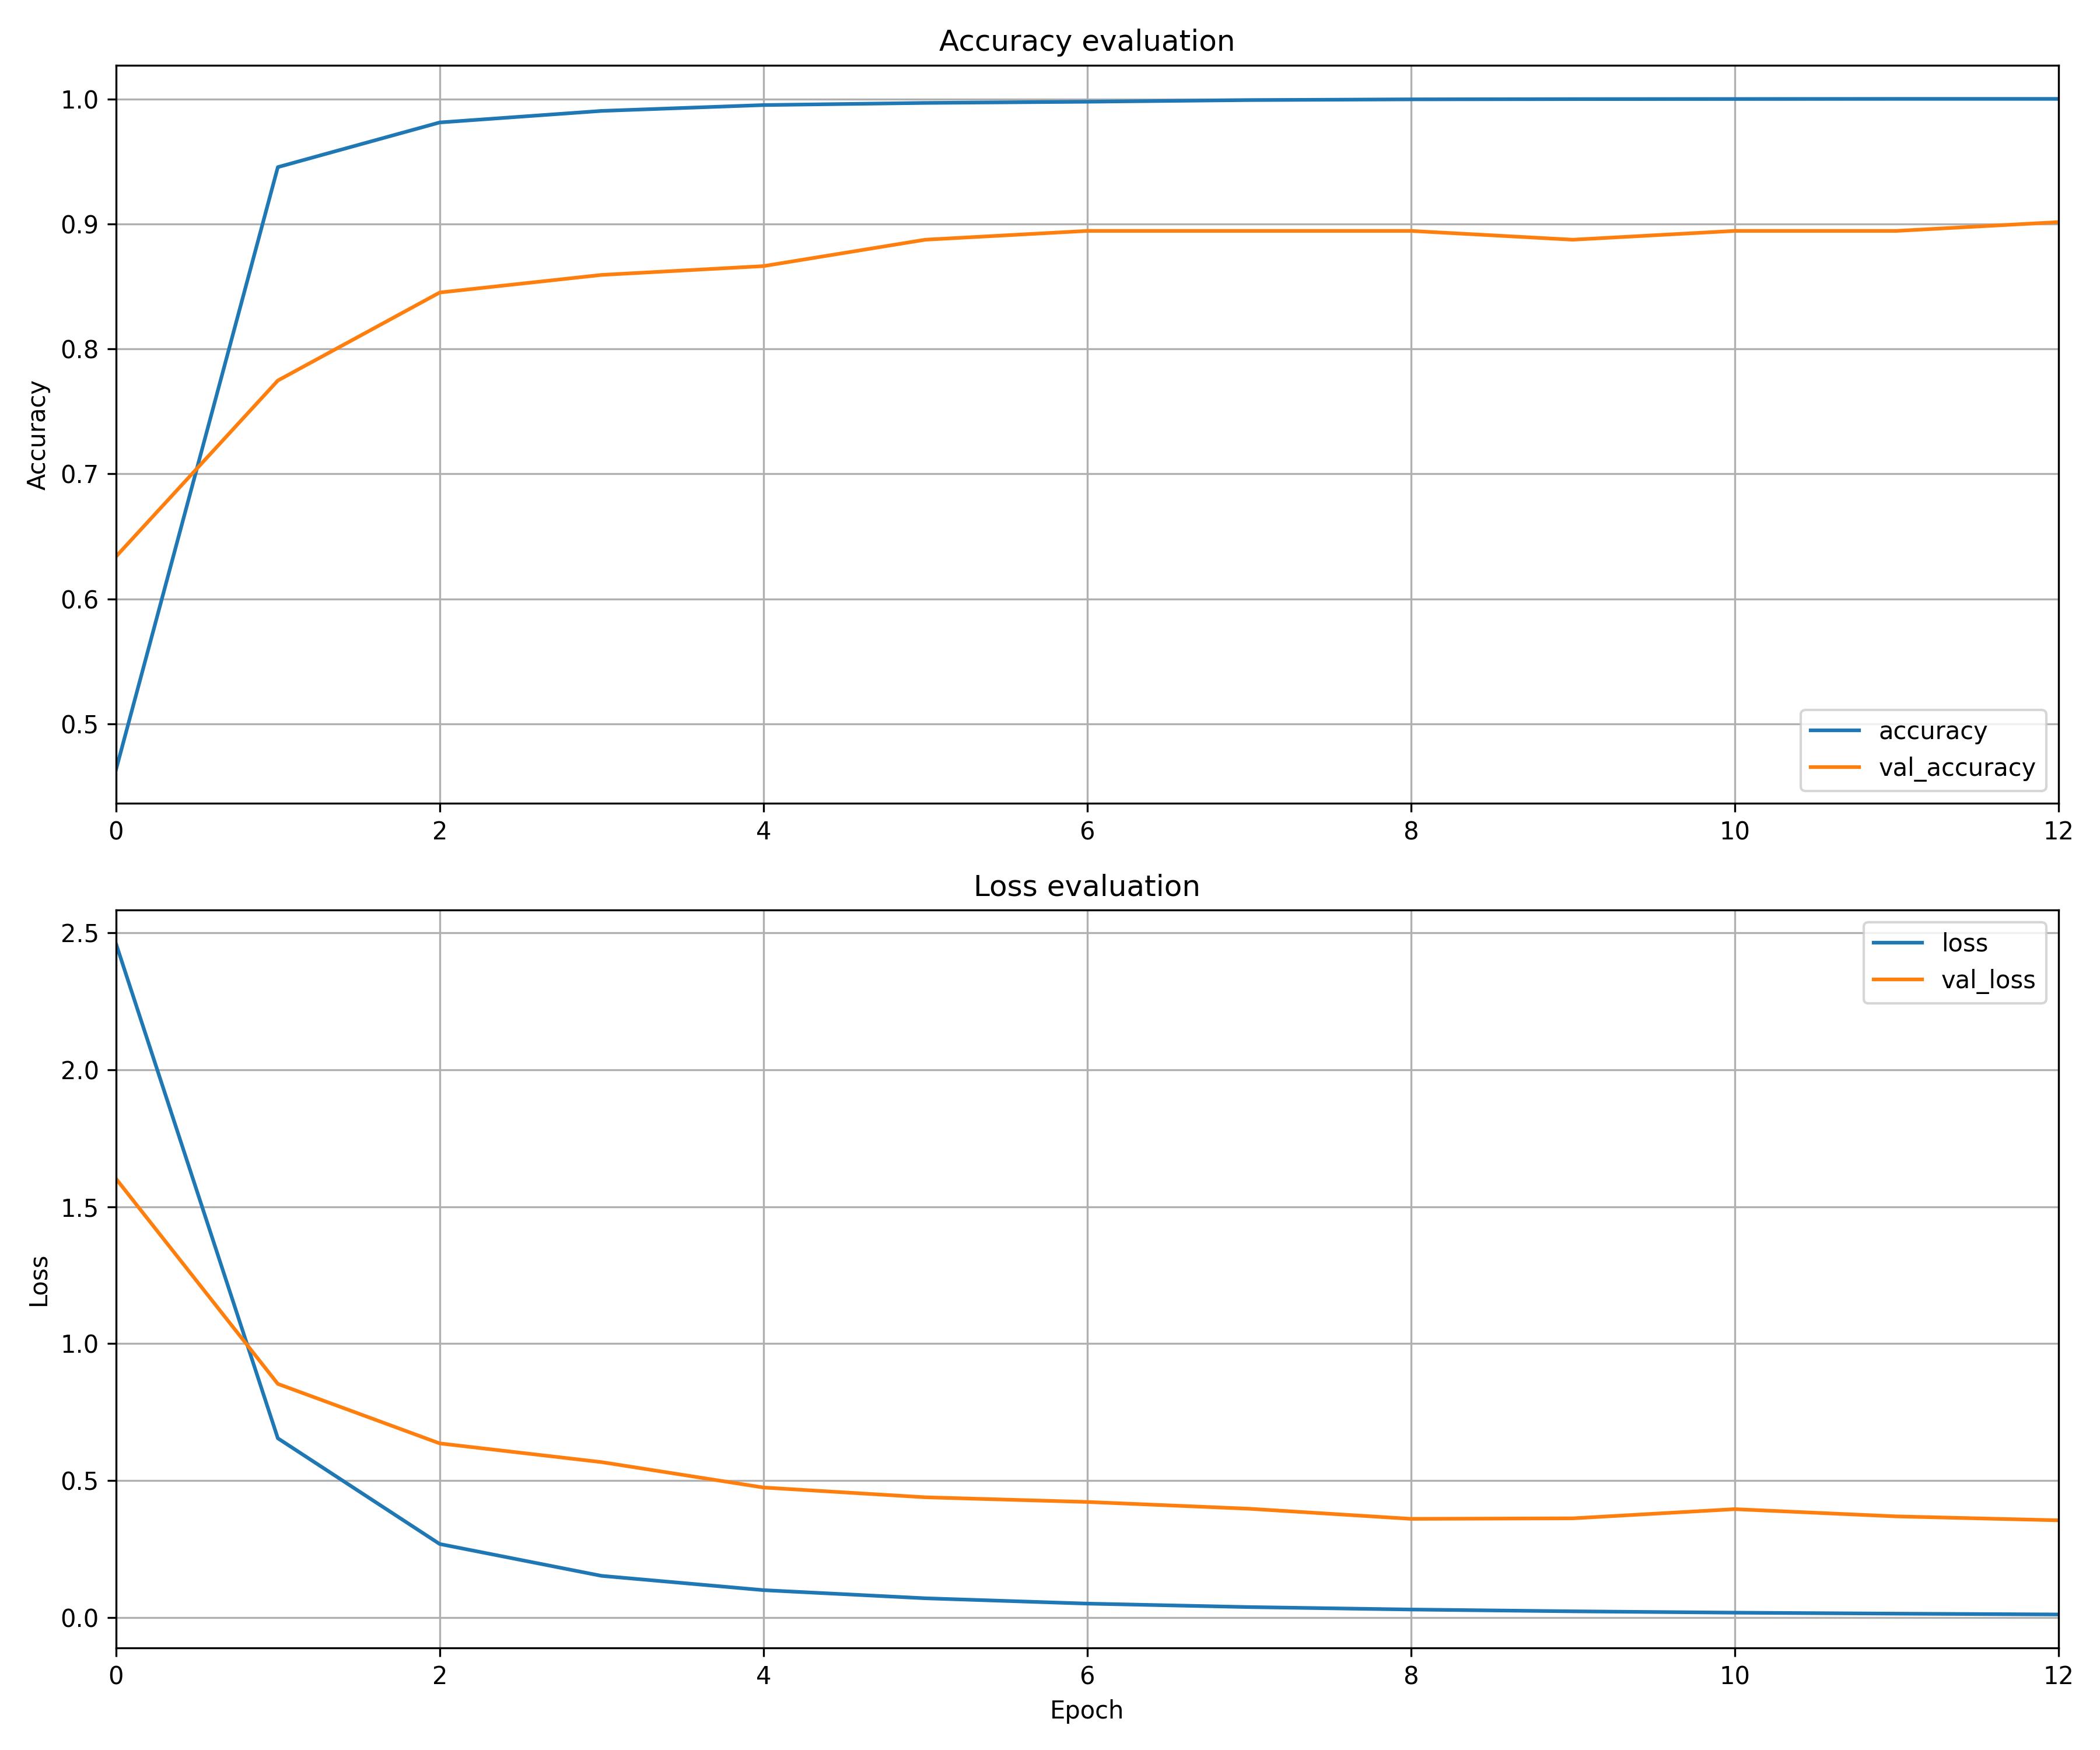 Accuracy evaluation
Accuracy
1.0
0.9
0.8
0.7
0.6
0.5
accuracy
val_accuracy
0 2 4 6 8 10 12
Loss evaluation
Loss
2.5
2.0
1.5
1.0
0.5
0.0
loss
val_loss
0 2 4 6 8 10 12
Epoch